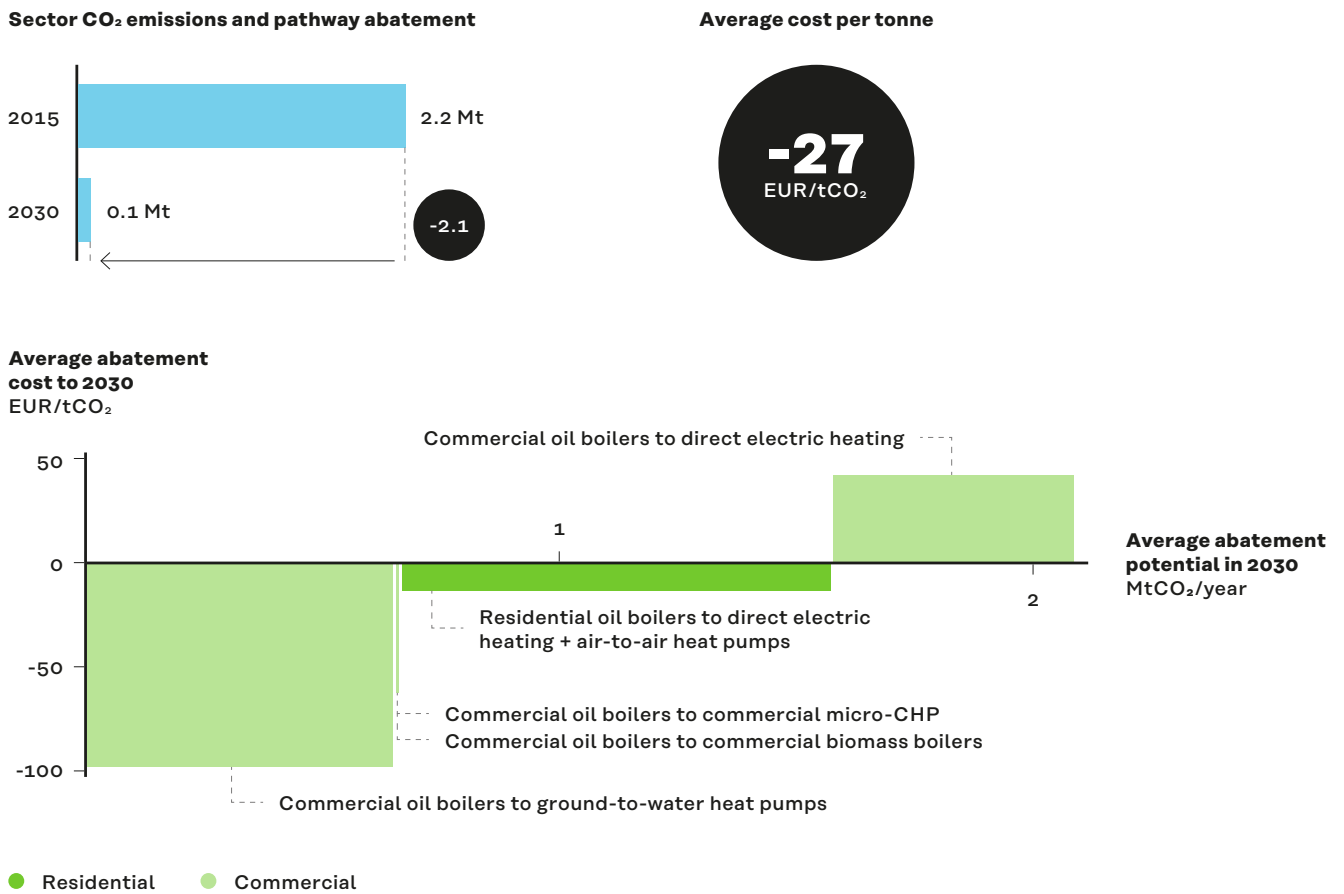 Sector CO₂ emissions and pathway abatement
Average cost per tonne
2015
2.2 Mt
2030
0.1 Mt
-2.1
-27
EUR/tCO₂
Average abatement
cost to 2030
EUR/tCO₂
Commercial oil boilers to direct electric heating
50
1
0
Average abatement
potential in 2030
MtCO₂/year
2
Residential oil boilers to direct electric
heating + air-to-air heat pumps
-50
Commercial oil boilers to commercial micro-CHP
Commercial oil boilers to commercial biomass boilers
-100
Commercial oil boilers to ground-to-water heat pumps
Residential
Commercial